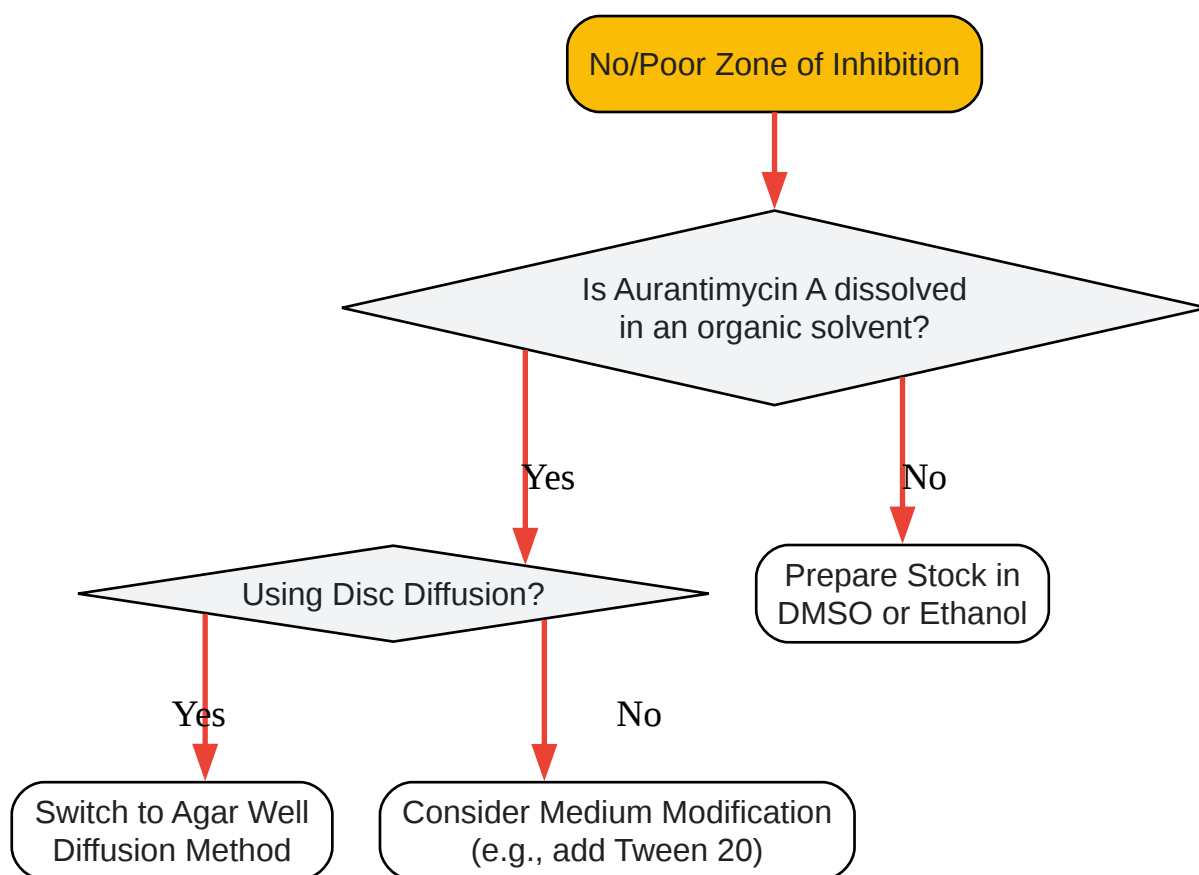 No/Poor Zone of Inhibition
Is Aurantimycin A dissolved
in an organic solvent?
Yes
No
Using Disc Diffusion?
Prepare Stock in
DMSO or Ethanol
Yes
No
Switch to Agar Well
Diffusion Method
Consider Medium Modification
(e.g., add Tween 20)